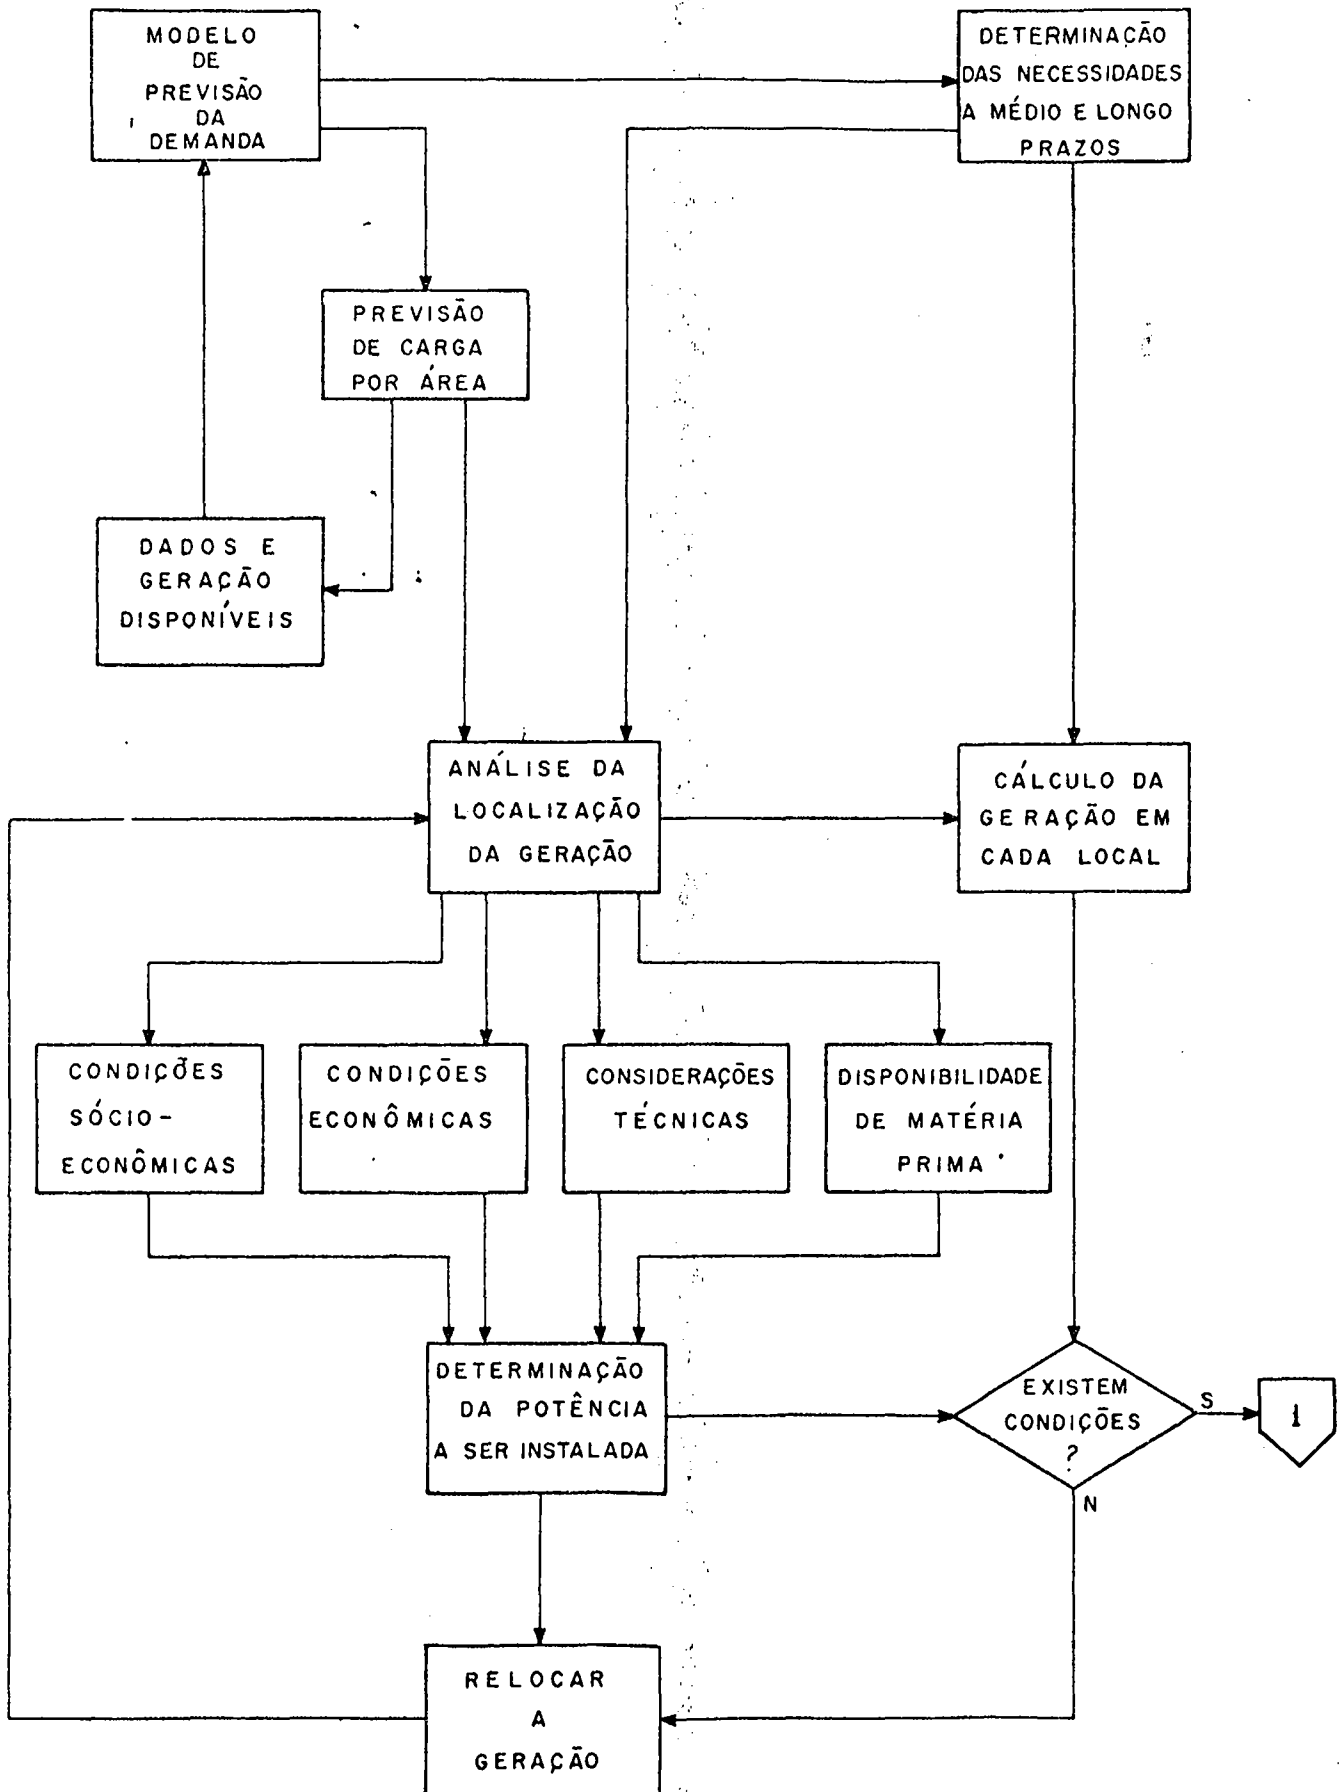 MODELO
DE
PREVISÃO
DA
DEMANDA
DETERMINAÇÃO
DAS NECESSIDADES
A MÉDIO E LONGO
PRAZOS
PREVISÃO
DE CARGA
POR ÁREA
DADOS E
GERAÇÃO
DISPONÍVEIS
ANÁLISE DA
LOCALIZAÇÃO
DA GERAÇÃO
CÁLCULO DA
GERAÇÃO EM
CADA LOCAL
CONDIÇÕES
SÓCIO-
ECONÔMICAS
CONDIÇÕES
ECONÔMICAS
CONSIDERAÇÕES
TÉCNICAS
DISPONIBILIDADE
DE MATÉRIA
PRIMA
DETERMINAÇÃO
DA POTÊNCIA
A SER INSTALADA
EXISTEM
CONDIÇÕES
?
S
1
N
RELOCAR
A
GERAÇÃO